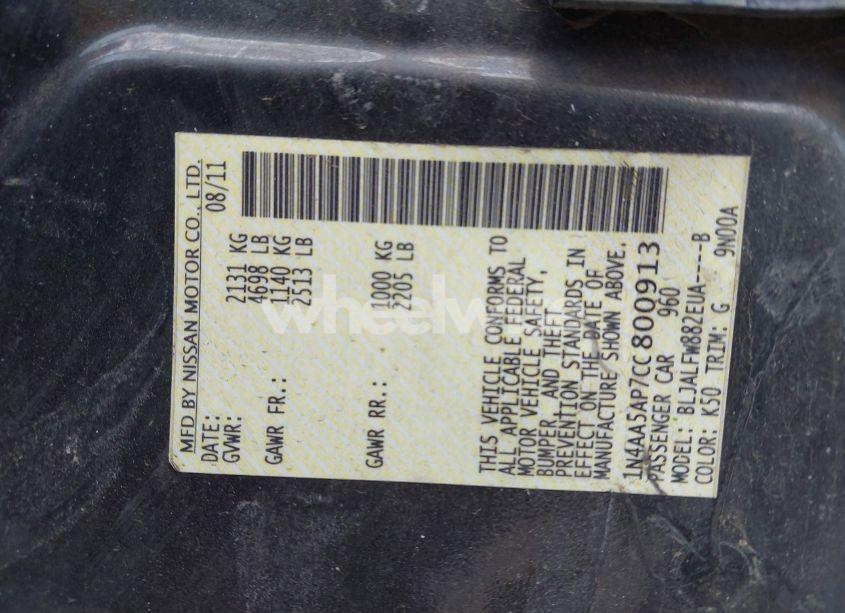 MFD BY NISSAN MOTOR CO., LTD.
DATE: 08/11
GVWR: 2131 KG
4698 LB
GAWR FR.: 1140 KG
2513 LB
GAWR RR.: 1000 KG
2205 LB
THIS VEHICLE CONFORMS TO
ALL APPLICABLE FEDERAL
MOTOR VEHICLE SAFETY,
BUMPER, AND THEFT
PREVENTION STANDARDS IN
EFFECT ON THE DATE OF
MANUFACTURE SHOWN ABOVE.
1N4AA5AP7CC800913
PASSENGER CAR 960
MODEL: BLJALFW882EUA----B
COLOR: K50 TRIM: G 9N00A